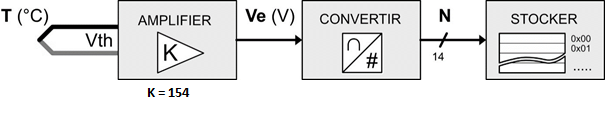 T (°C)
Vth
AMPLIFIER
K
K = 154
Ve (V)
CONVERTIR
∩
#
N
14
STOCKER
0x00
0x01
.....